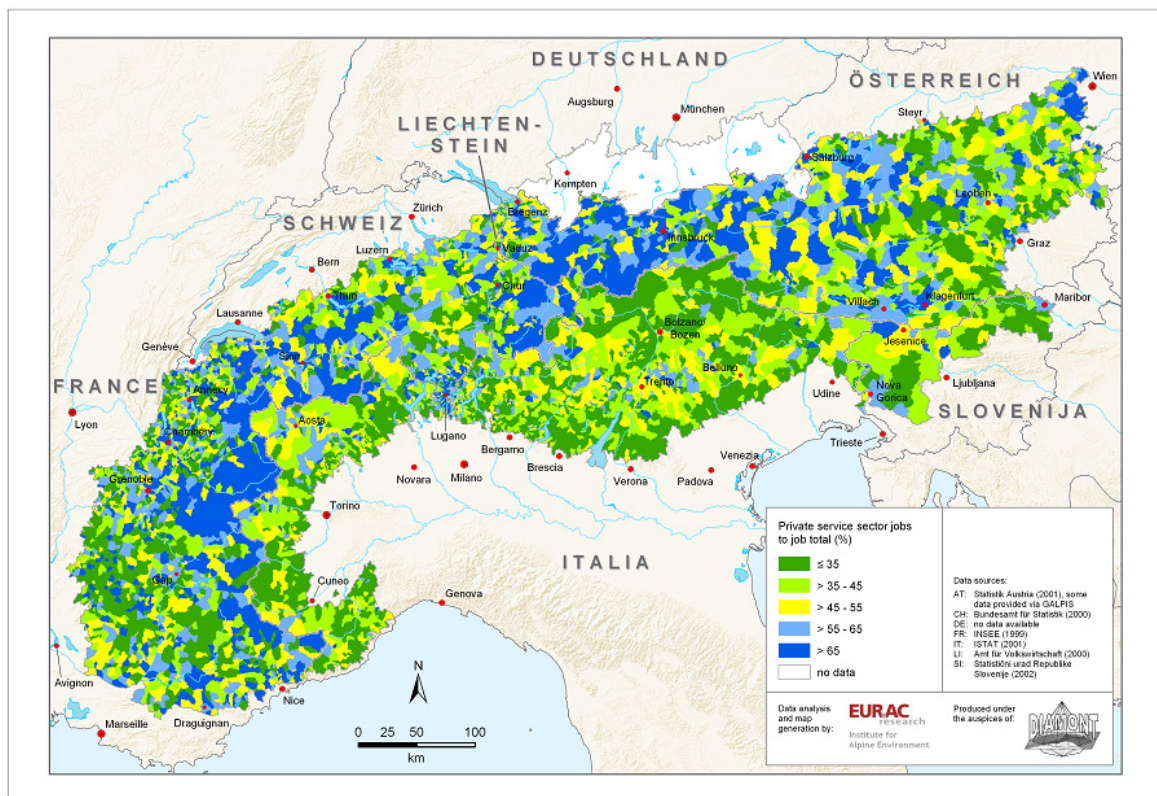 DEUTSCHLAND
ÖSTERREICH
Wien
Augsburg
München
Steyr
LIECHTEN-
STEIN
Salzburg
Kempten
Leoben
Zürich
Bregenz
SCHWEIZ
Innsbruck
Graz
Luzern
Vaduz
Bern
Chur
Thun
Villach
Klagenfurt
Maribor
Lausanne
Bolzano/
Bozen
Jesenice
Genève
Sion
FRANCE
Annecy
Belluno
Trento
Udine
Nova
Gorica
Ljubljana
SLOVENIJA
Lyon
Aosta
Chambéry
Lugano
Trieste
Bergamo
Brescia
Venezia
Grenoble
Novara
Milano
Verona
Padova
Torino
ITALIA
Gap
Cuneo
Genova
Avignon
Nice
Marseille
Draguignan
N
0 25 50 100
km
Private service sector jobs
to job total (%)
≤ 35
> 35 - 45
> 45 - 55
> 55 - 65
> 65
no data
Data sources:
AT: Statistik Austria (2001), some
data provided via GALPIS
CH: Bundesamt für Statistik (2000)
DE: no data available
FR: INSEE (1999)
IT: ISTAT (2001)
LI: Amt für Volkswirtschaft (2000)
SI: Statistični urad Republike
Slovenije (2002)
Data analysis
and map
generation by:
EURAC
research
Institute for
Alpine Environment
Produced under
the auspices of:
DIAMONT